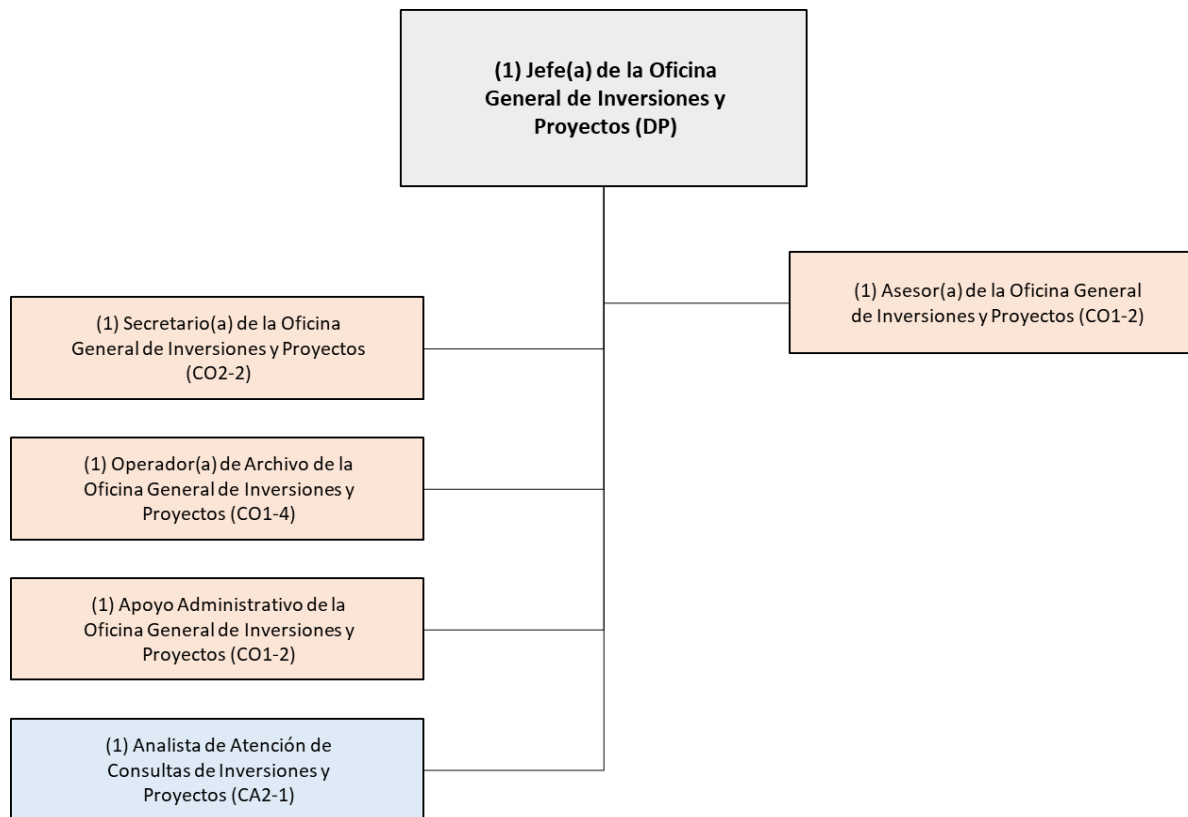 (1) Jefe(a) de la Oficina
General de Inversiones y
Proyectos (DP)
(1) Asesor(a) de la Oficina General
de Inversiones y Proyectos (CO1-2)
(1) Secretario(a) de la Oficina
General de Inversiones y Proyectos
(CO2-2)
(1) Operador(a) de Archivo de la
Oficina General de Inversiones y
Proyectos (CO1-4)
(1) Apoyo Administrativo de la
Oficina General de Inversiones y
Proyectos (CO1-2)
(1) Analista de Atención de
Consultas de Inversiones y
Proyectos (CA2-1)